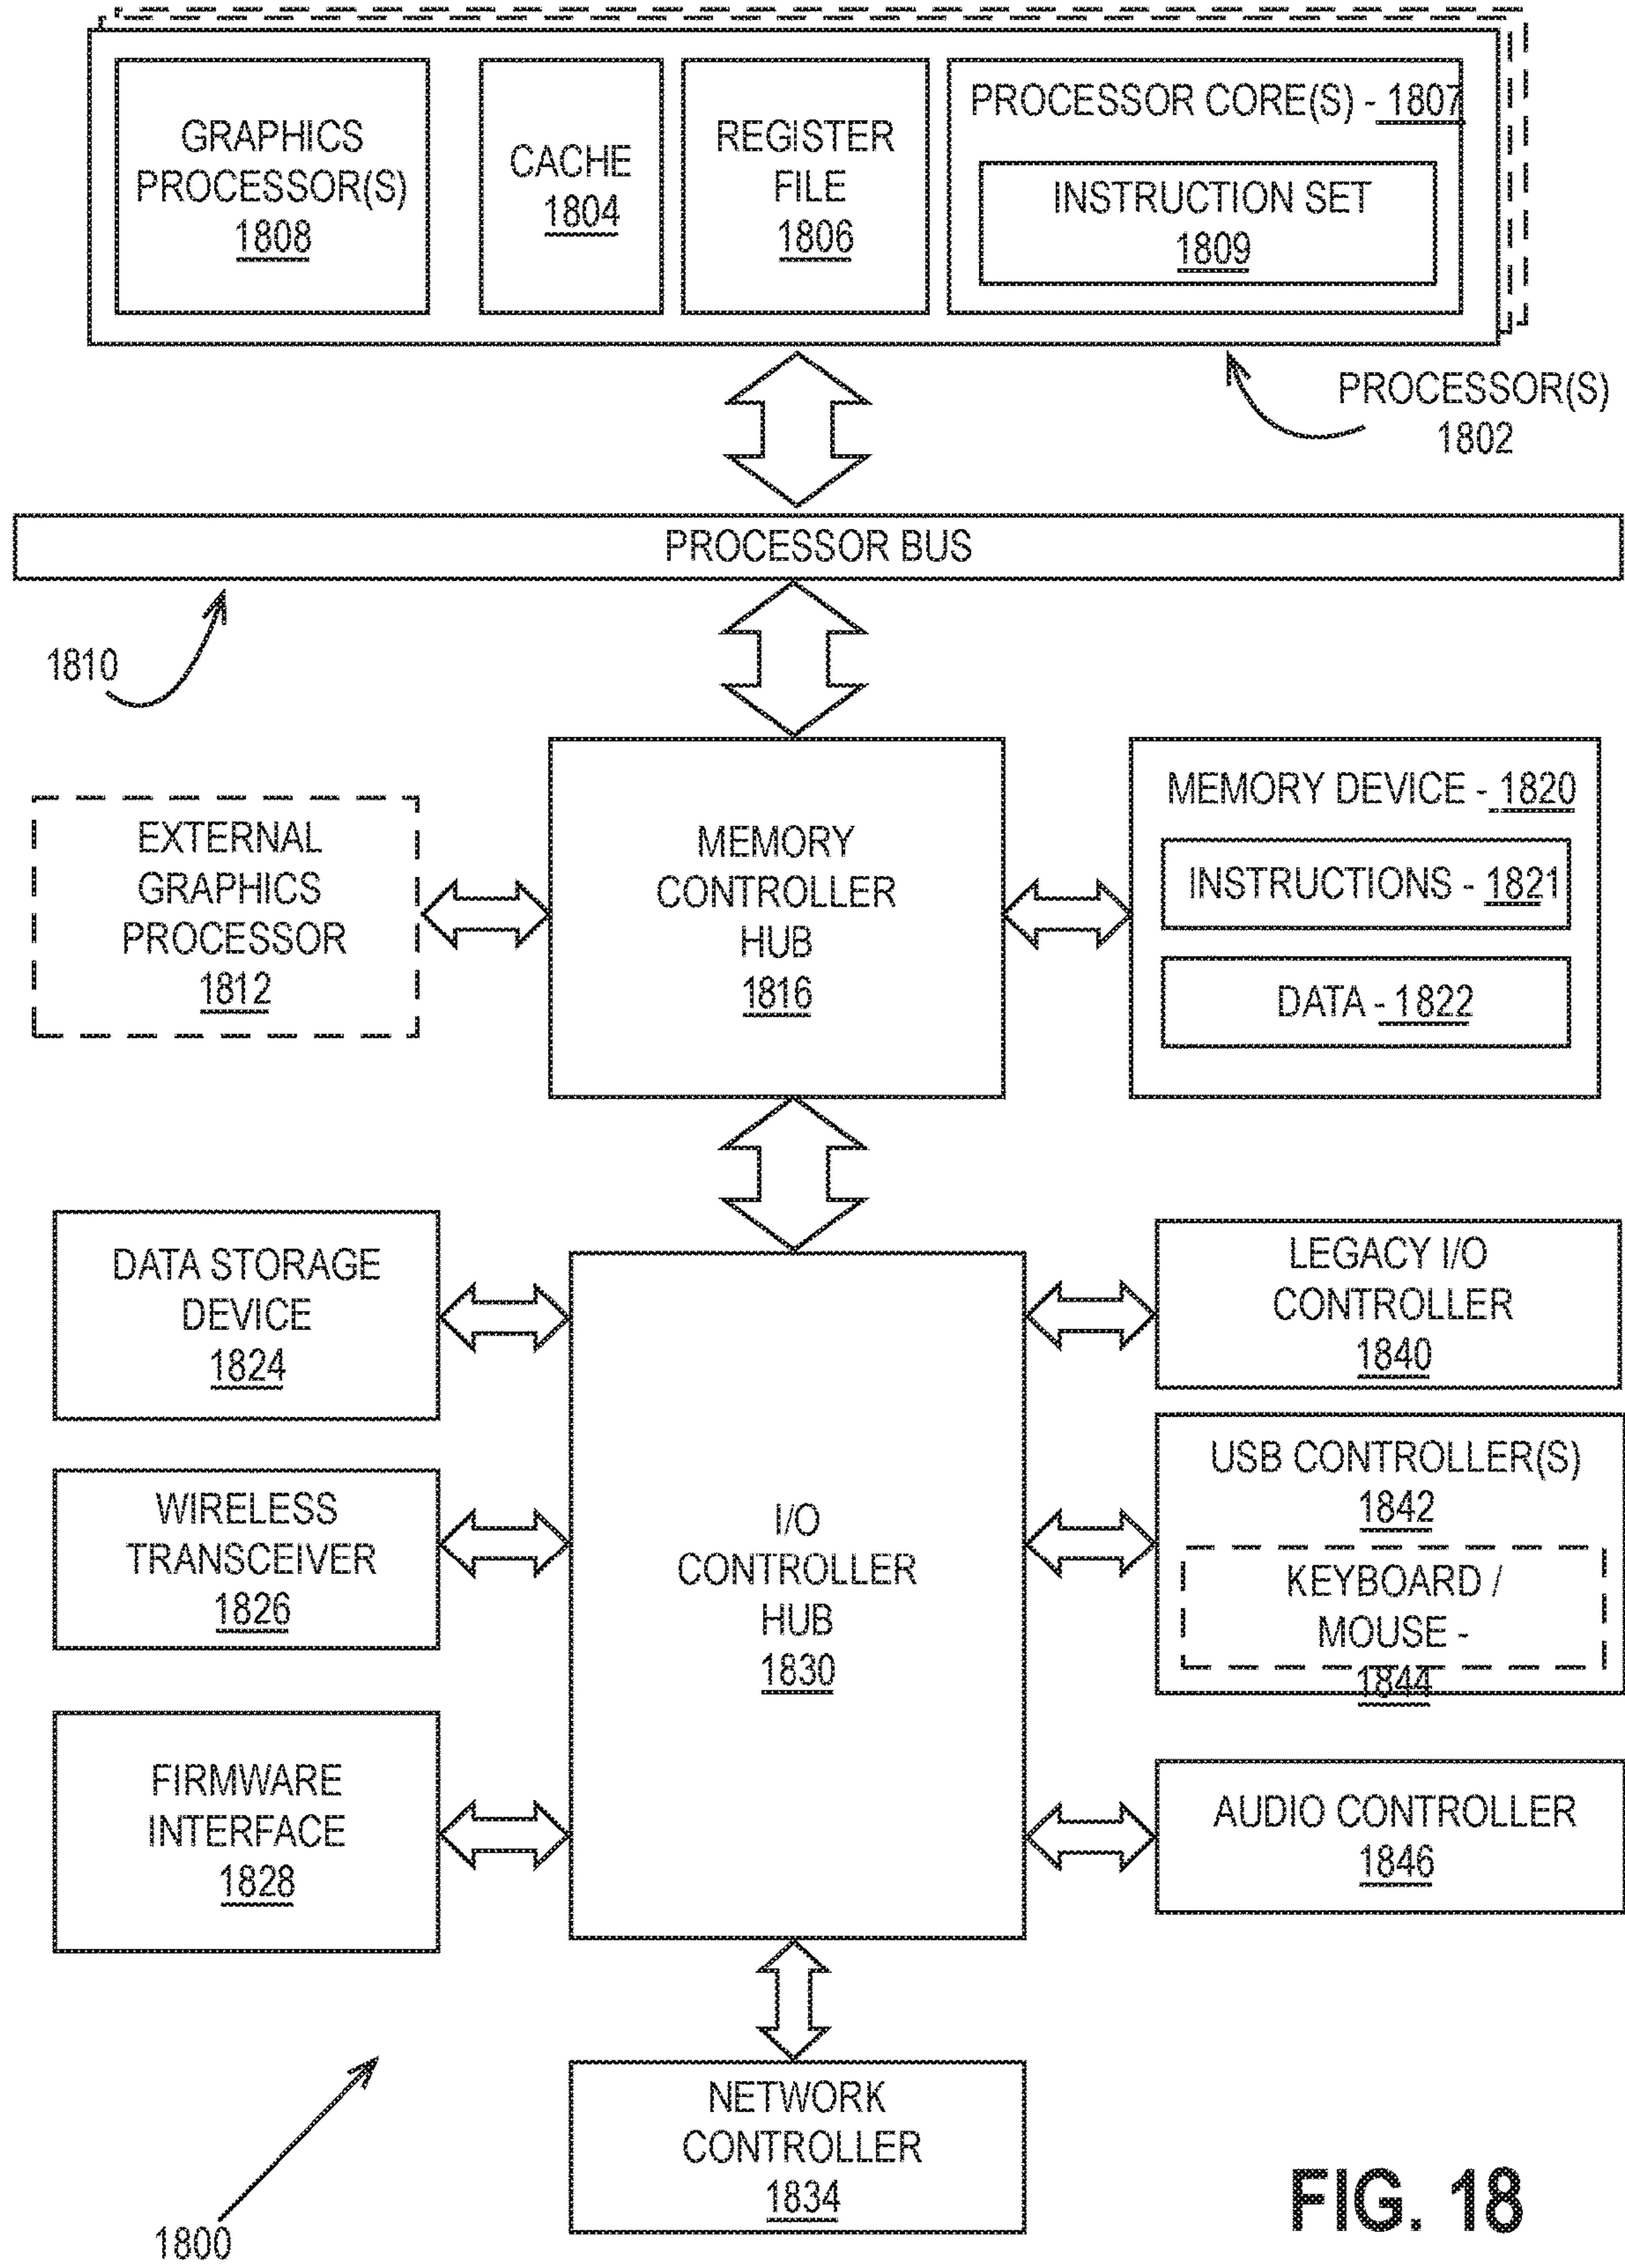 GRAPHICS
PROCESSOR(S)
1808
CACHE
1804
REGISTER
FILE
1806
PROCESSOR CORE(S) - 1807
INSTRUCTION SET
1809
PROCESSOR(S)
1802
PROCESSOR BUS
1810
EXTERNAL
GRAPHICS
PROCESSOR
1812
MEMORY
CONTROLLER
HUB
1816
MEMORY DEVICE - 1820
INSTRUCTIONS - 1821
DATA - 1822
DATA STORAGE
DEVICE
1824
WIRELESS
TRANSCEIVER
1826
FIRMWARE
INTERFACE
1828
I/O
CONTROLLER
HUB
1830
LEGACY I/O
CONTROLLER
1840
USB CONTROLLER(S)
1842
KEYBOARD /
MOUSE -
1844
AUDIO CONTROLLER
1846
NETWORK
CONTROLLER
1834
1800
FIG. 18